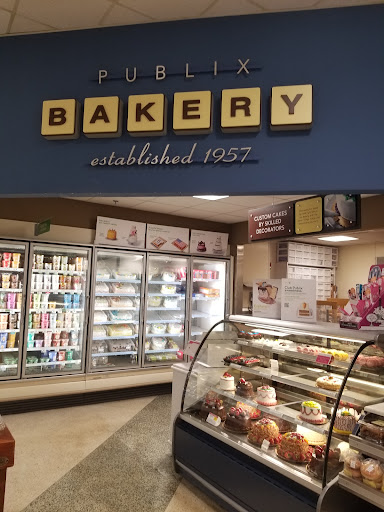 PUBLIX
BAKERY
established 1957
CUSTOM CAKES
BY SKILLED
DECORATORS